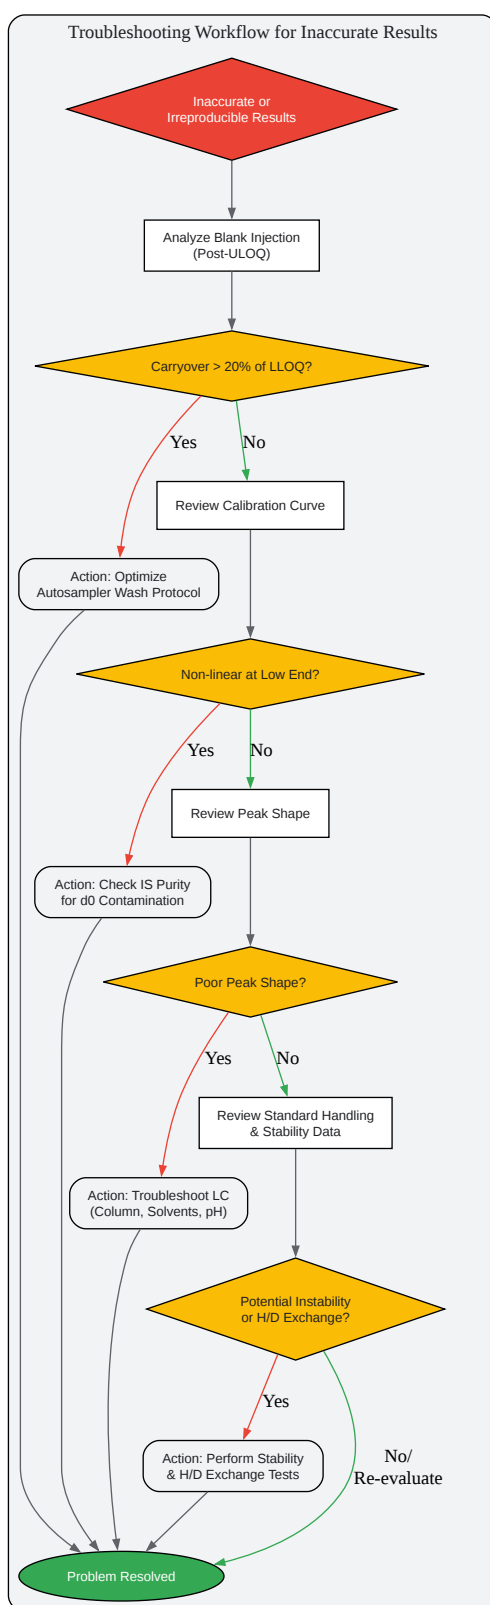 Troubleshooting Workflow for Inaccurate Results
Inaccurate or
Irreproducible Results
Analyze Blank Injection
(Post-ULOQ)
Carryover > 20% of LLOQ?
Yes
No
Review Calibration Curve
Action: Optimize
Autosampler Wash Protocol
Non-linear at Low End?
Yes
No
Review Peak Shape
Action: Check IS Purity
for d0 Contamination
Poor Peak Shape?
Yes
No
Review Standard Handling
& Stability Data
Action: Troubleshoot LC
(Column, Solvents, pH)
Potential Instability
or H/D Exchange?
Yes
No/
Re-evaluate
Action: Perform Stability
& H/D Exchange Tests
Problem Resolved